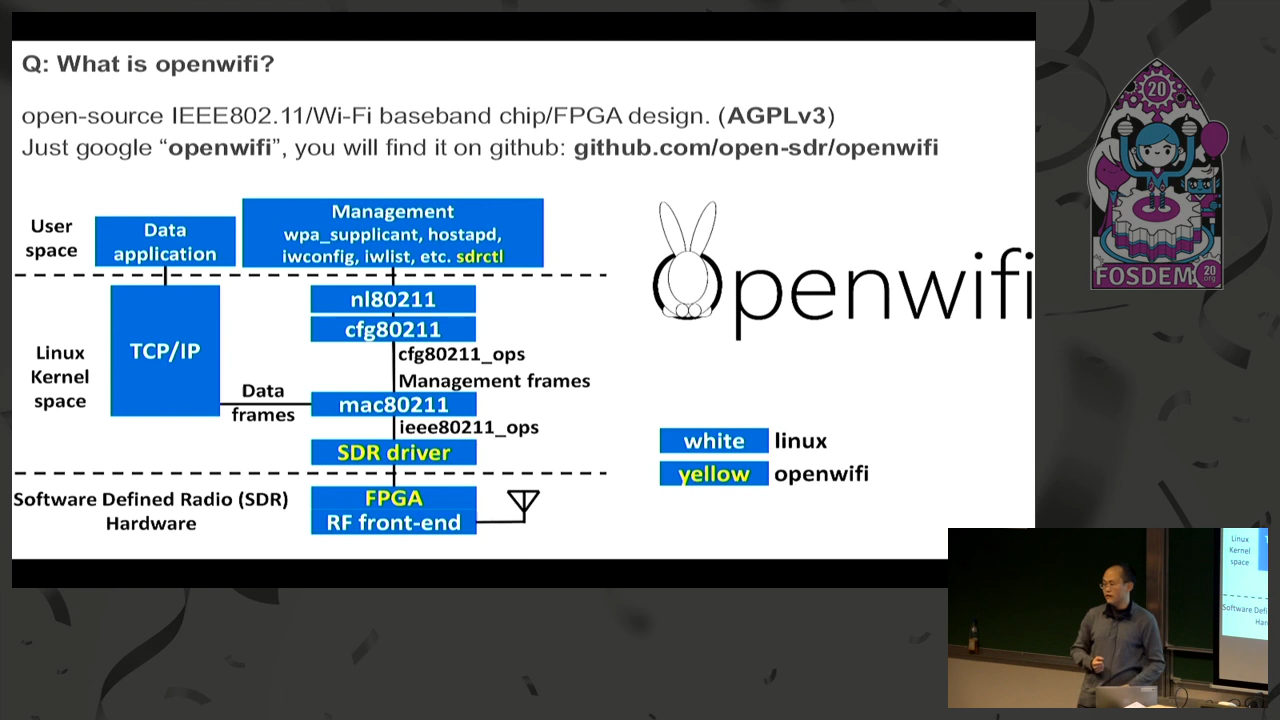 Q: What is openwifi?
open-source IEEE802.11/Wi-Fi baseband chip/FPGA design. (AGPLv3)
Just google “openwifi”, you will find it on github: github.com/open-sdr/openwifi
User
space
Data
application
Management
wpa_supplicant, hostapd,
iwconfig, iwlist, etc. sdrctl
nl80211
cfg80211
cfg80211_ops
Management frames
Linux
Kernel
space
TCP/IP
Data
frames
mac80211
ieee80211_ops
SDR driver
Software Defined Radio (SDR)
Hardware
FPGA
RF front-end
Openwifi
white linux
yellow openwifi
20
FOSDEM 20
.org
Linux
Kernel
space